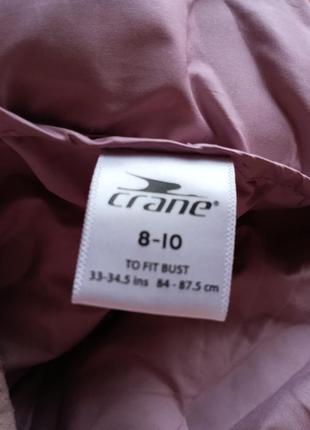 crane®
8-10
TO FIT BUST
33-34.5 ins 84 - 87.5 cm